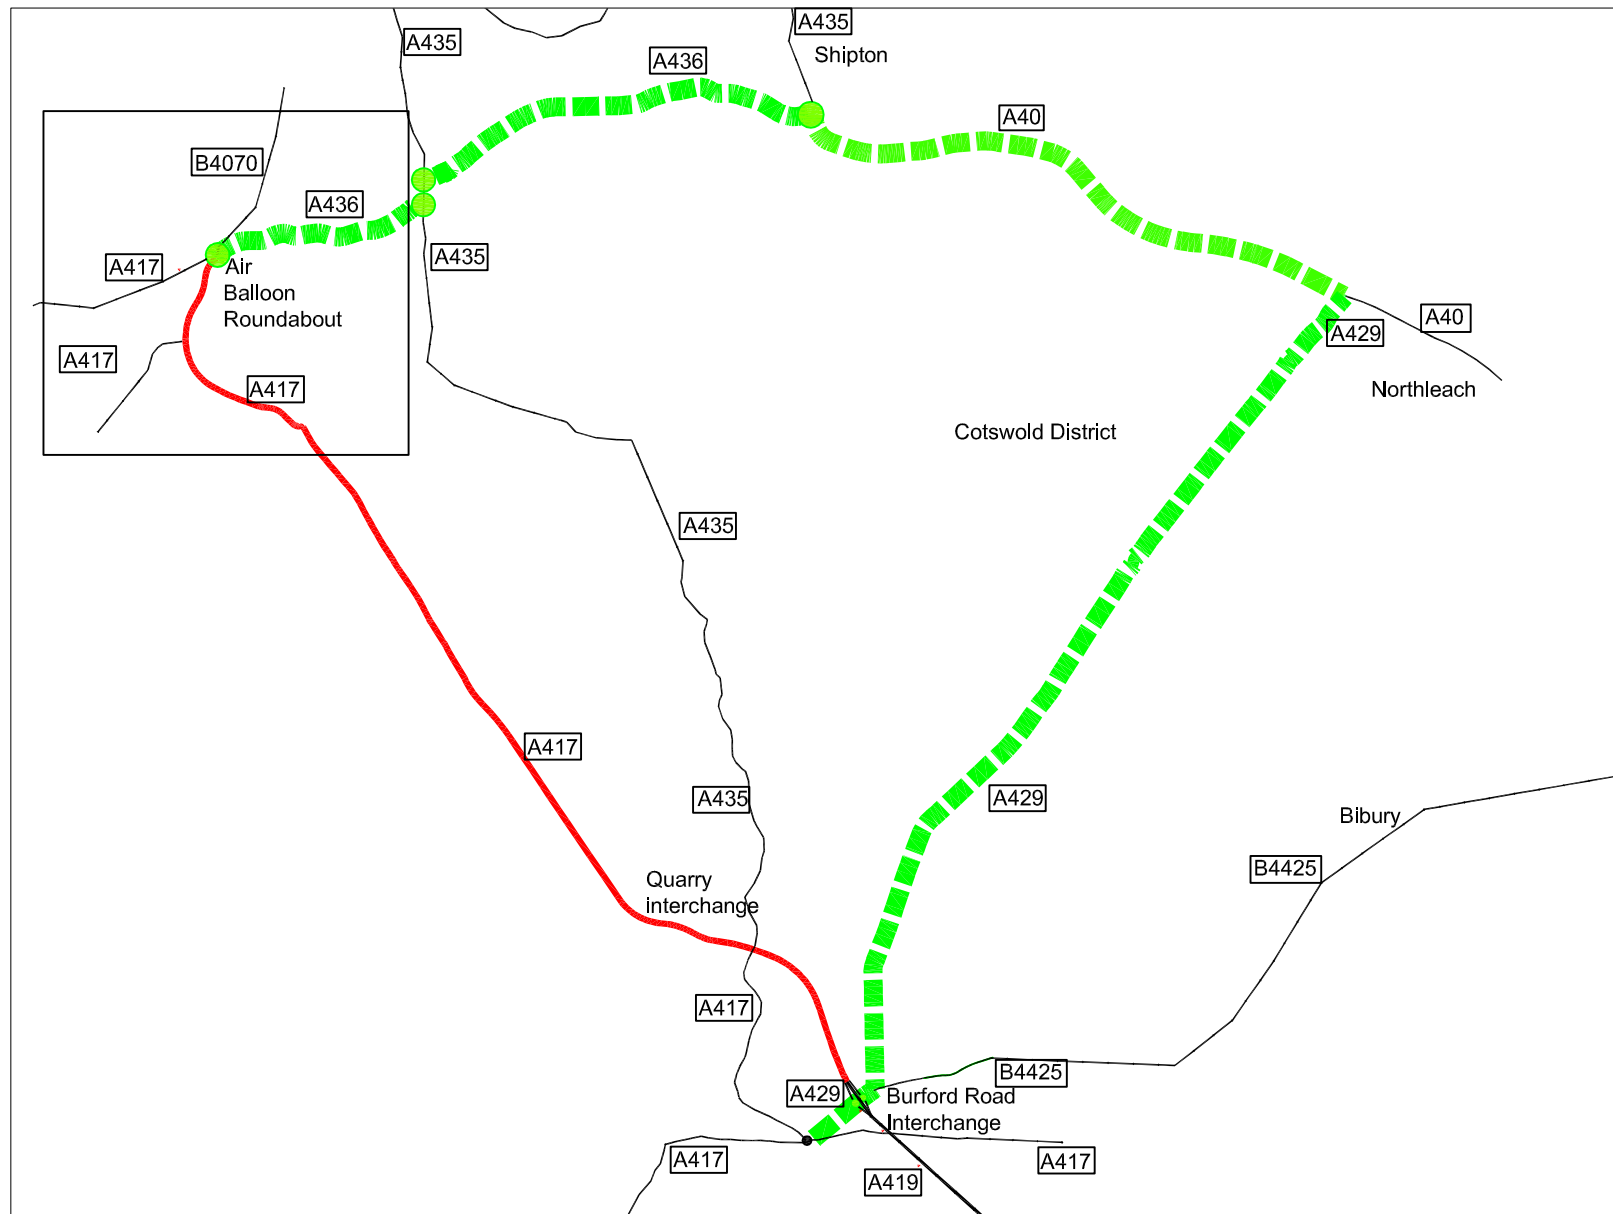 A435
A435
Shipton
A436
A40
B4070
A436
A417
A435
Air
Balloon
Roundabout
A40
A429
A417
A417
Northleach
Cotswold District
A435
A417
A435
A429
Bibury
B4425
Quarry
interchange
A417
B4425
A429
Burford Road
Interchange
A417
A417
A419